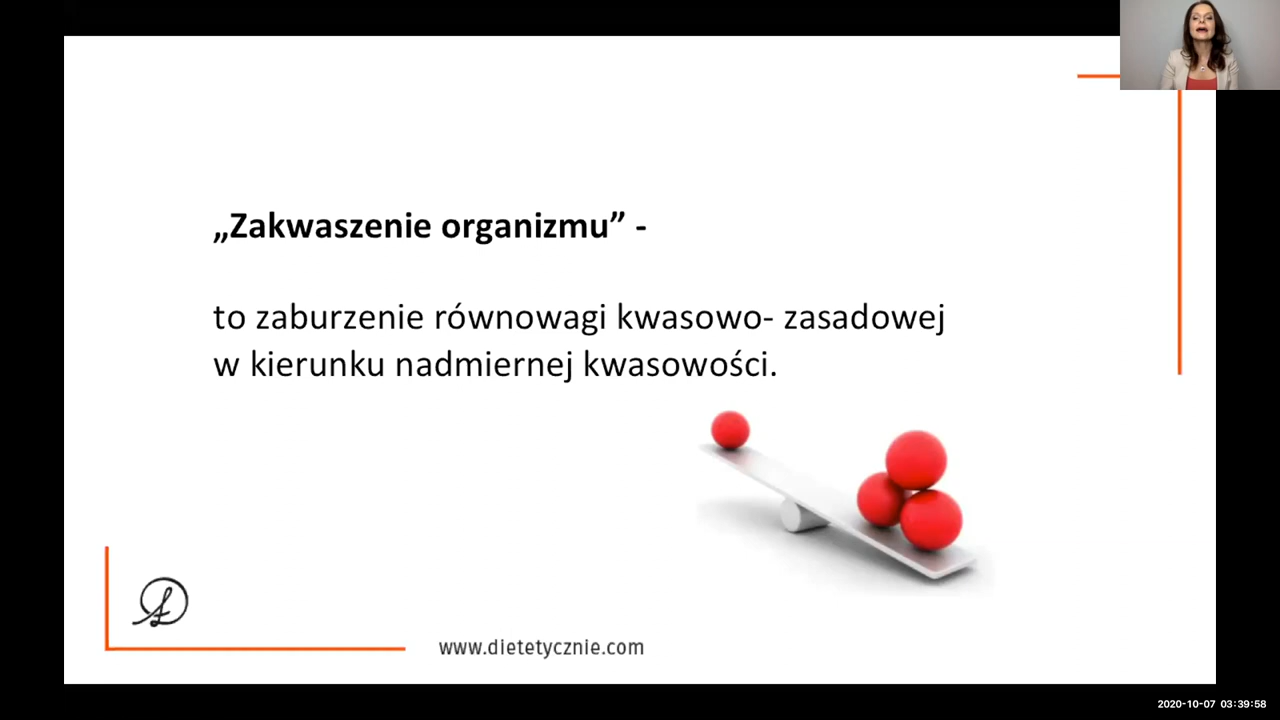 „Zakwaszenie organizmu” -
to zaburzenie równowagi kwasowo- zasadowej
w kierunku nadmiernej kwasowości.
www.dietetycznie.com
2020-10-07 03:39:58